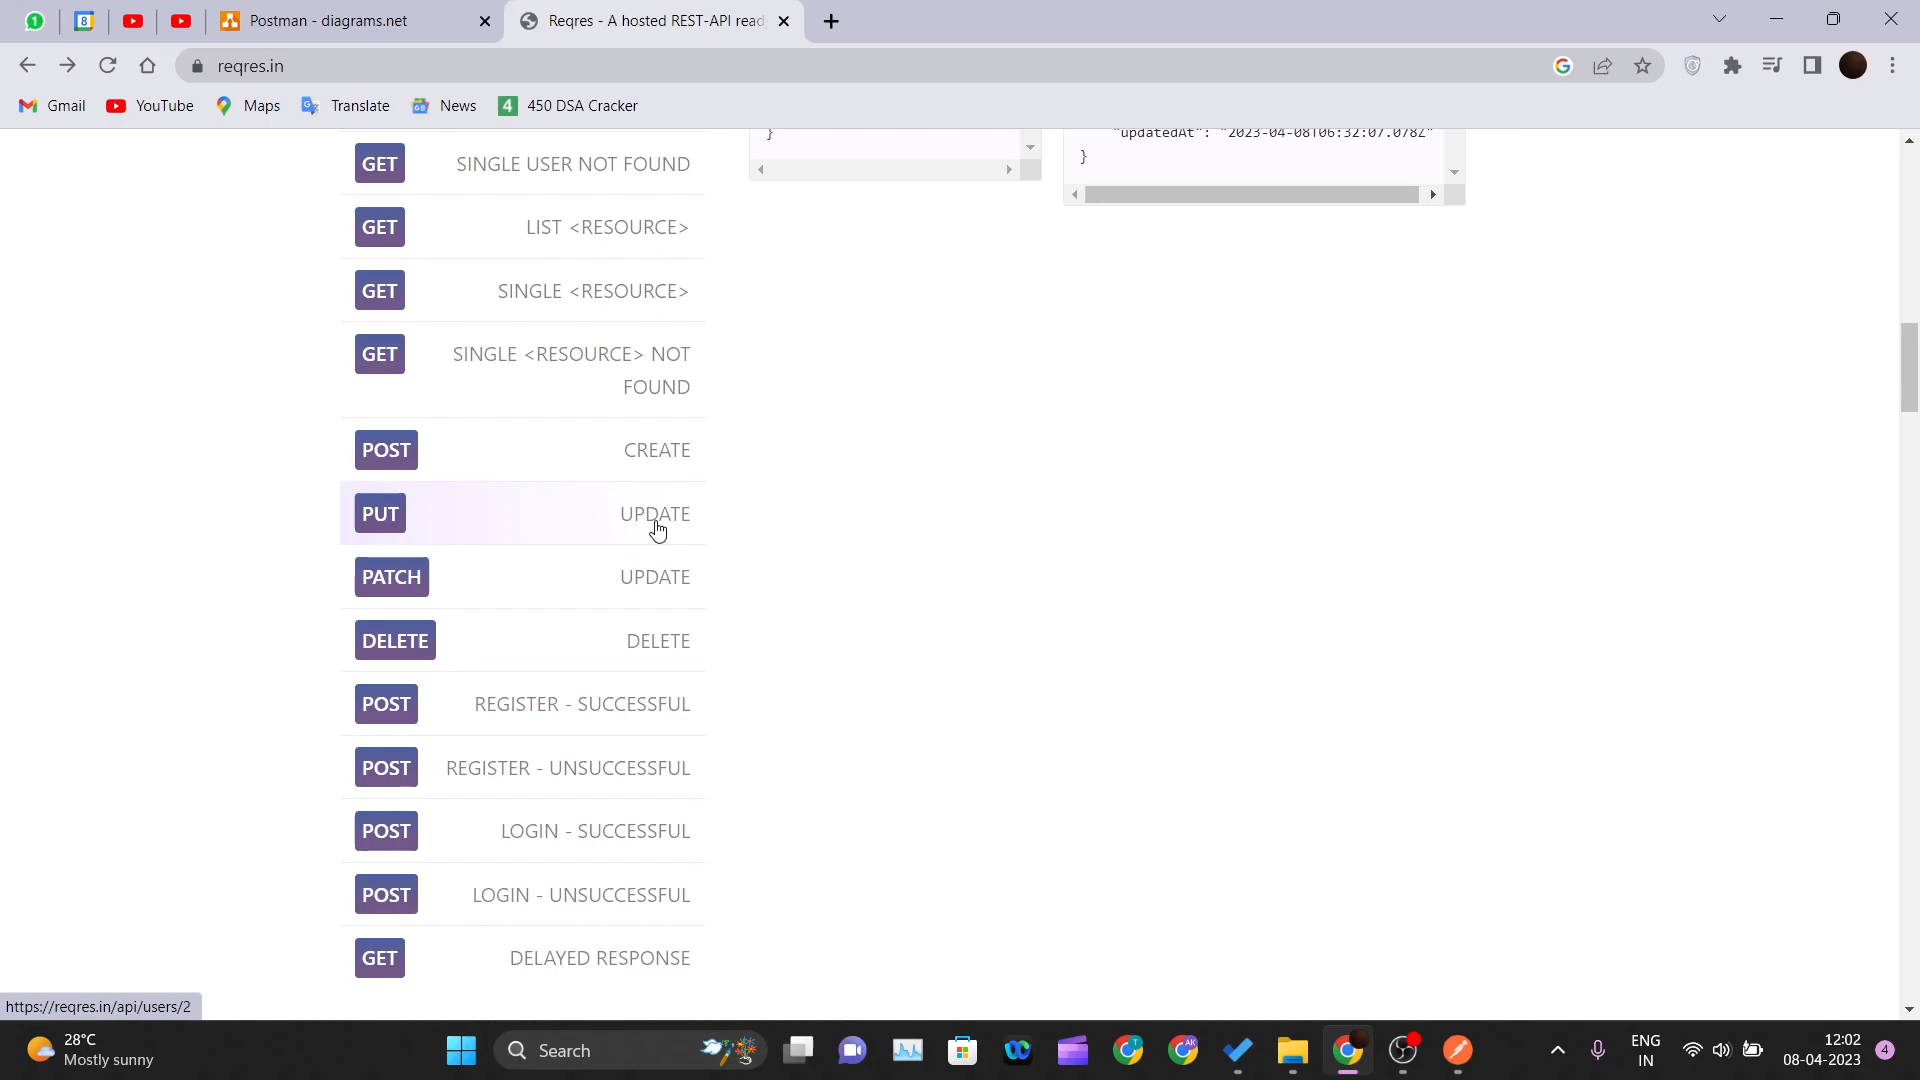 Postman - diagrams.net
Reqres - A hosted REST-API read
reqres.in
Gmail
YouTube
Maps
Translate
News
4 450 DSA Cracker
}
"updatedAt": "2023-04-08T06:32:07.078Z"
}
GET SINGLE USER NOT FOUND
GET LIST <RESOURCE>
GET SINGLE <RESOURCE>
GET SINGLE <RESOURCE> NOT
FOUND
POST CREATE
PUT UPDATE
PATCH UPDATE
DELETE DELETE
POST REGISTER - SUCCESSFUL
POST REGISTER - UNSUCCESSFUL
POST LOGIN - SUCCESSFUL
POST LOGIN - UNSUCCESSFUL
GET DELAYED RESPONSE
https://reqres.in/api/users/2
28°C
Mostly sunny
Search
ENG
IN
12:02
08-04-2023
4